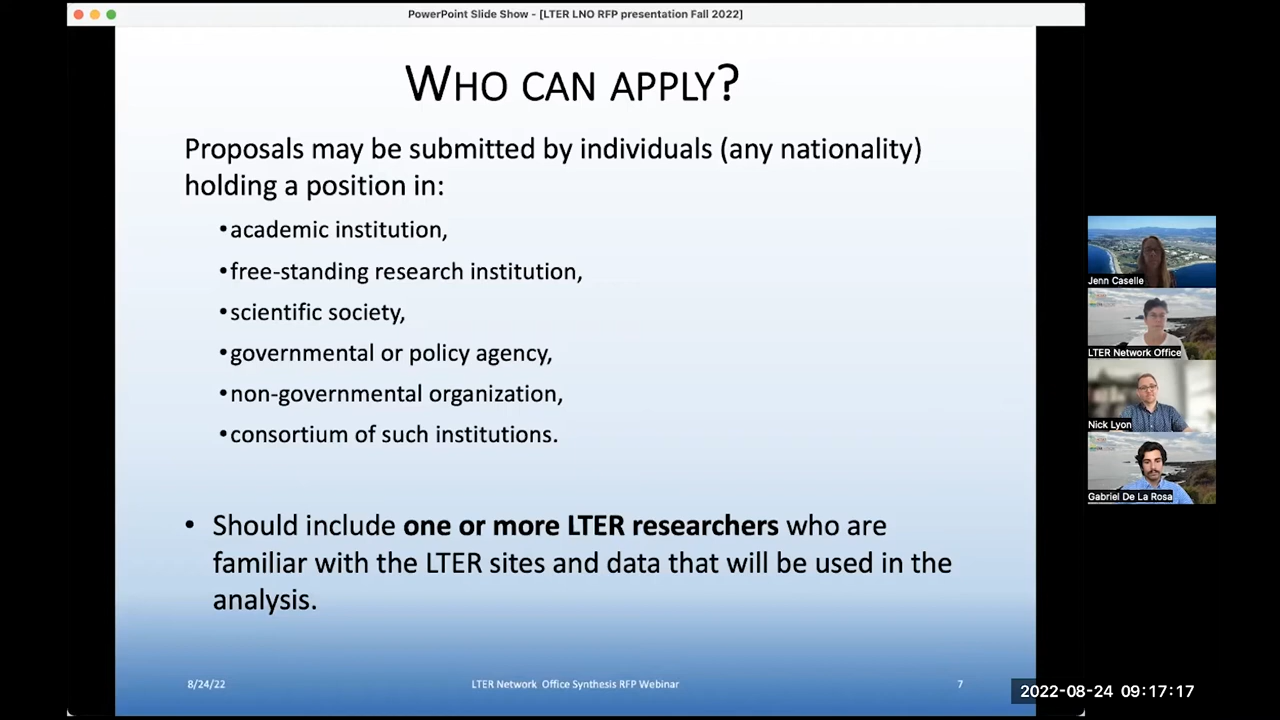 PowerPoint Slide Show - [LTER LNO RFP presentation Fall 2022]
WHO CAN APPLY?
Proposals may be submitted by individuals (any nationality)
holding a position in:
•academic institution,
•free-standing research institution,
•scientific society,
•governmental or policy agency,
•non-governmental organization,
•consortium of such institutions.
• Should include one or more LTER researchers who are
familiar with the LTER sites and data that will be used in the
analysis.
8/24/22
LTER Network Office Synthesis RFP Webinar
7
Jenn Caselle
LTER Network Office
Nick Lyon
Gabriel De La Rosa
2022-08-24 09:17:17